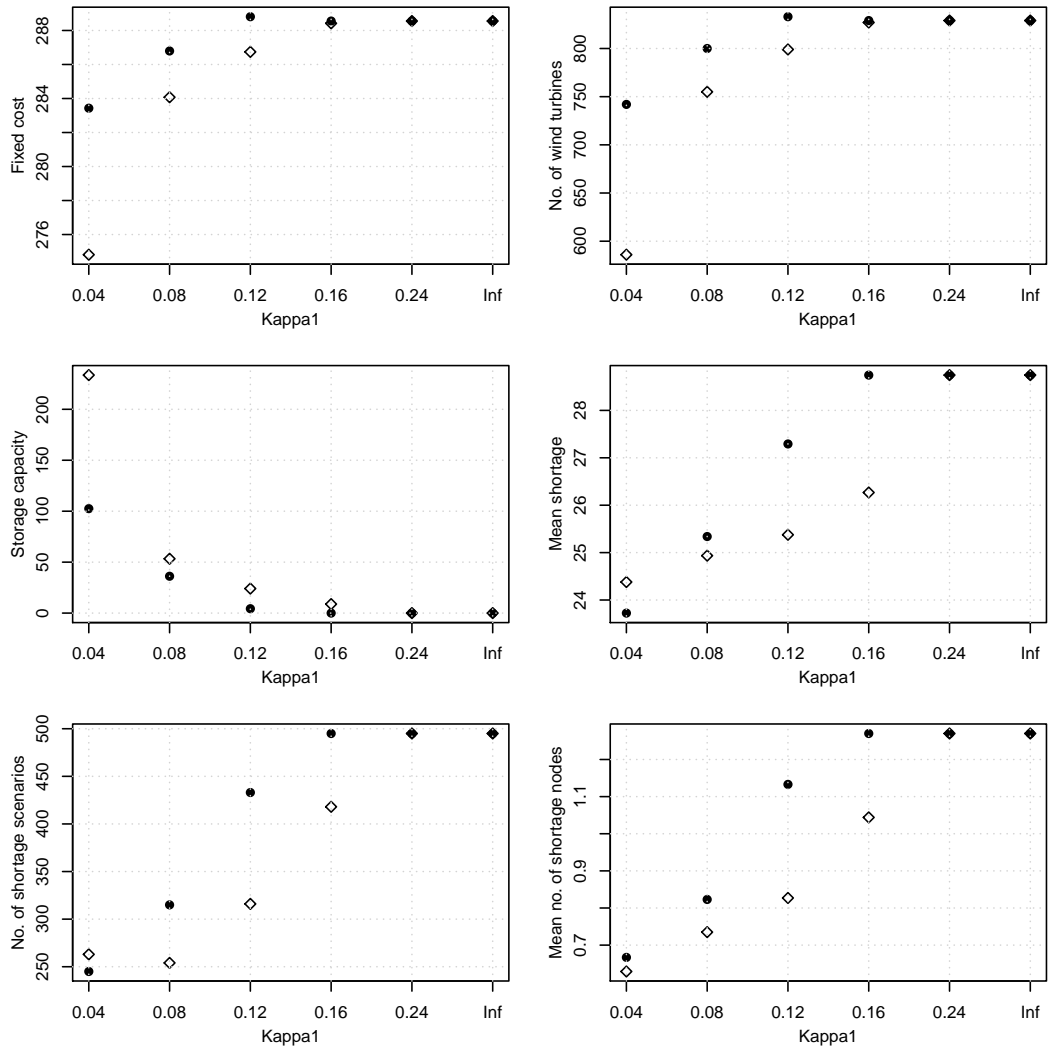 Fixed cost
276 280 284 288
0.04 0.08 0.12 0.16 0.24 Inf
Kappa1
No. of wind turbines
600 650 700 750 800
0.04 0.08 0.12 0.16 0.24 Inf
Kappa1
Storage capacity
0 50 100 150 200
0.04 0.08 0.12 0.16 0.24 Inf
Kappa1
Mean shortage
24 25 26 27 28
0.04 0.08 0.12 0.16 0.24 Inf
Kappa1
No. of shortage scenarios
250 300 350 400 450 500
0.04 0.08 0.12 0.16 0.24 Inf
Kappa1
Mean no. of shortage nodes
0.7 0.9 1.1
0.04 0.08 0.12 0.16 0.24 Inf
Kappa1